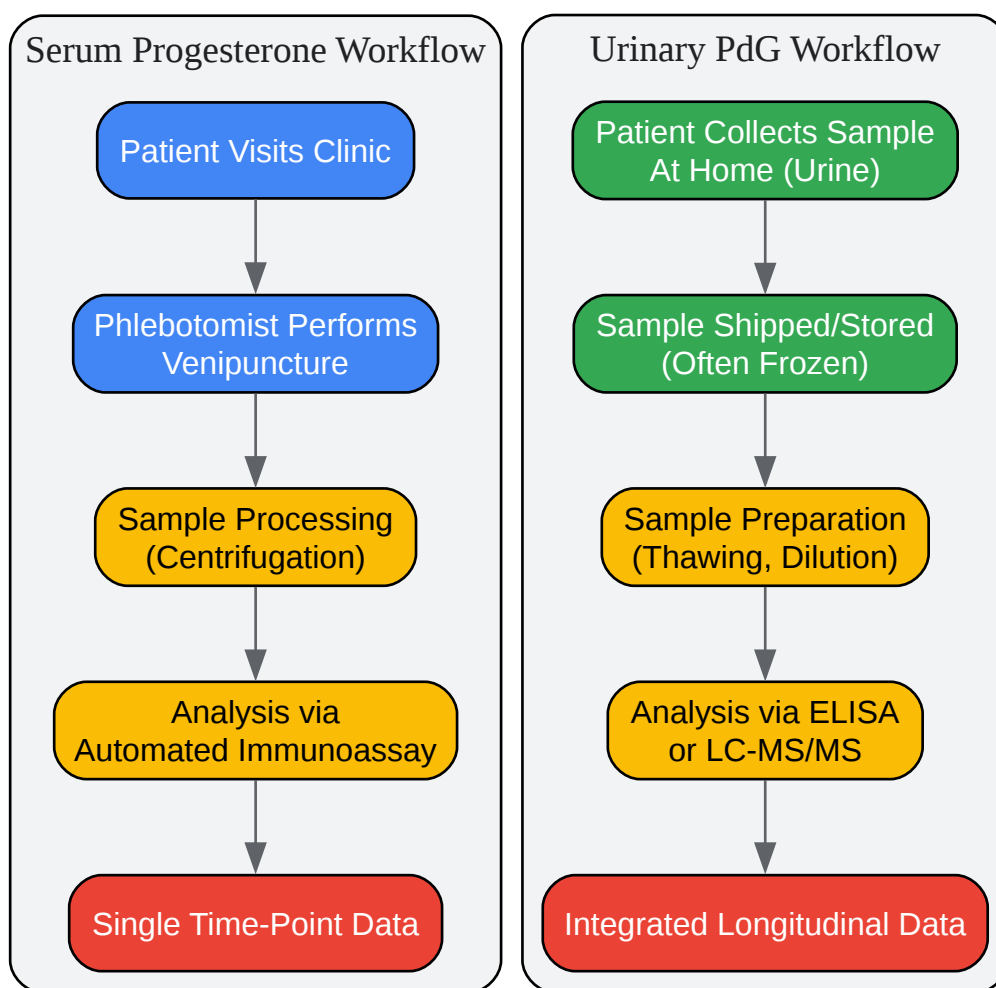 Serum Progesterone Workflow
Patient Visits Clinic
Phlebotomist Performs
Venipuncture
Sample Processing
(Centrifugation)
Analysis via
Automated Immunoassay
Single Time-Point Data
Urinary PdG Workflow
Patient Collects Sample
At Home (Urine)
Sample Shipped/Stored
(Often Frozen)
Sample Preparation
(Thawing, Dilution)
Analysis via ELISA
or LC-MS/MS
Integrated Longitudinal Data